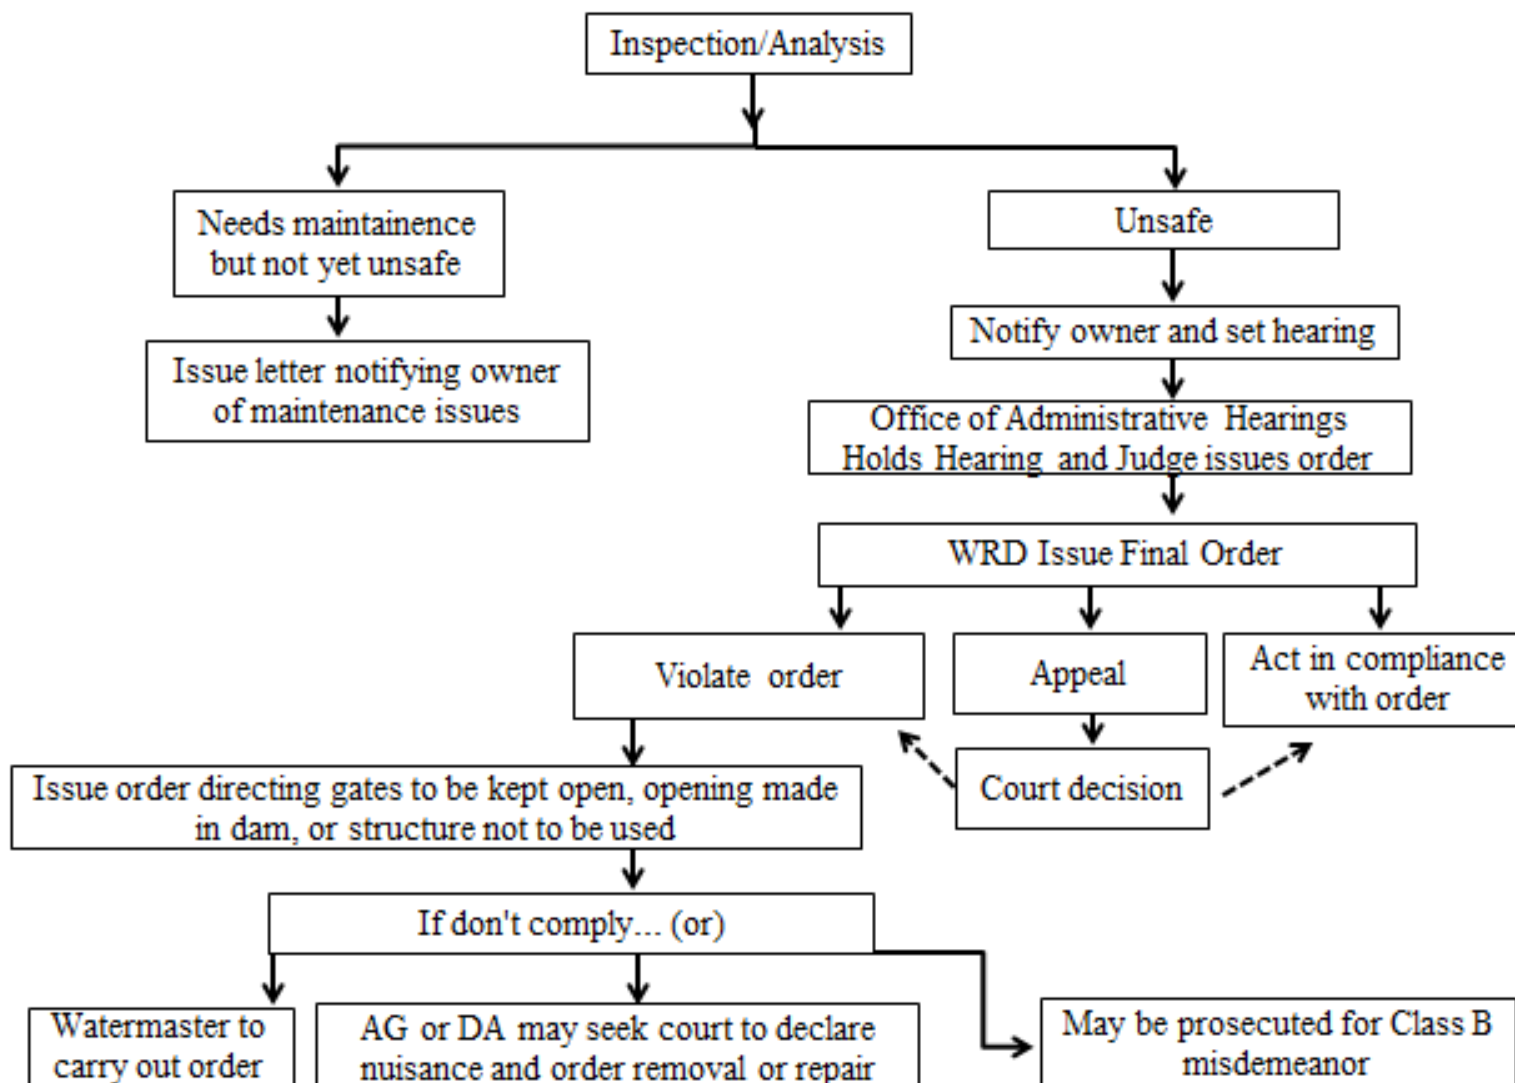 Inspection/Analysis
Needs maintainence
but not yet unsafe
Unsafe
Issue letter notifying owner
of maintenance issues
Notify owner and set hearing
Office of Administrative Hearings
Holds Hearing and Judge issues order
WRD Issue Final Order
Violate order
Appeal
Act in compliance
with order
Court decision
Issue order directing gates to be kept open, opening made
in dam, or structure not to be used
If don't comply... (or)
Watermaster to
carry out order
AG or DA may seek court to declare
nuisance and order removal or repair
May be prosecuted for Class B
misdemeanor